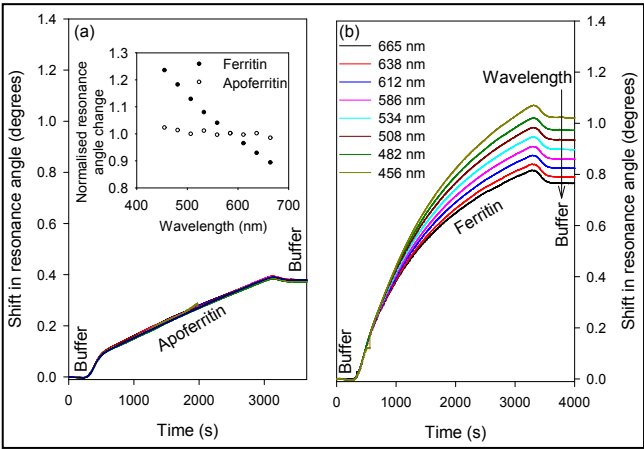 (a)
Shift in resonance angle (degrees)
1.4
1.2
1.0
0.8
0.6
0.4
0.2
0.0
0
1000
2000
3000
Time (s)
Buffer
Apoferritin
Buffer
Normalised resonance
angle change
1.3
1.2
1.1
1.0
0.9
0.8
400
500
600
700
Wavelength (nm)
Ferritin
Apoferritin
(b)
665 nm
638 nm
612 nm
586 nm
534 nm
508 nm
482 nm
456 nm
Wavelength
Ferritin
Buffer
Buffer
0
1000
2000
3000
4000
Time (s)
1.4
1.2
1.0
0.8
0.6
0.4
0.2
0.0
Shift in resonance angle (degrees)